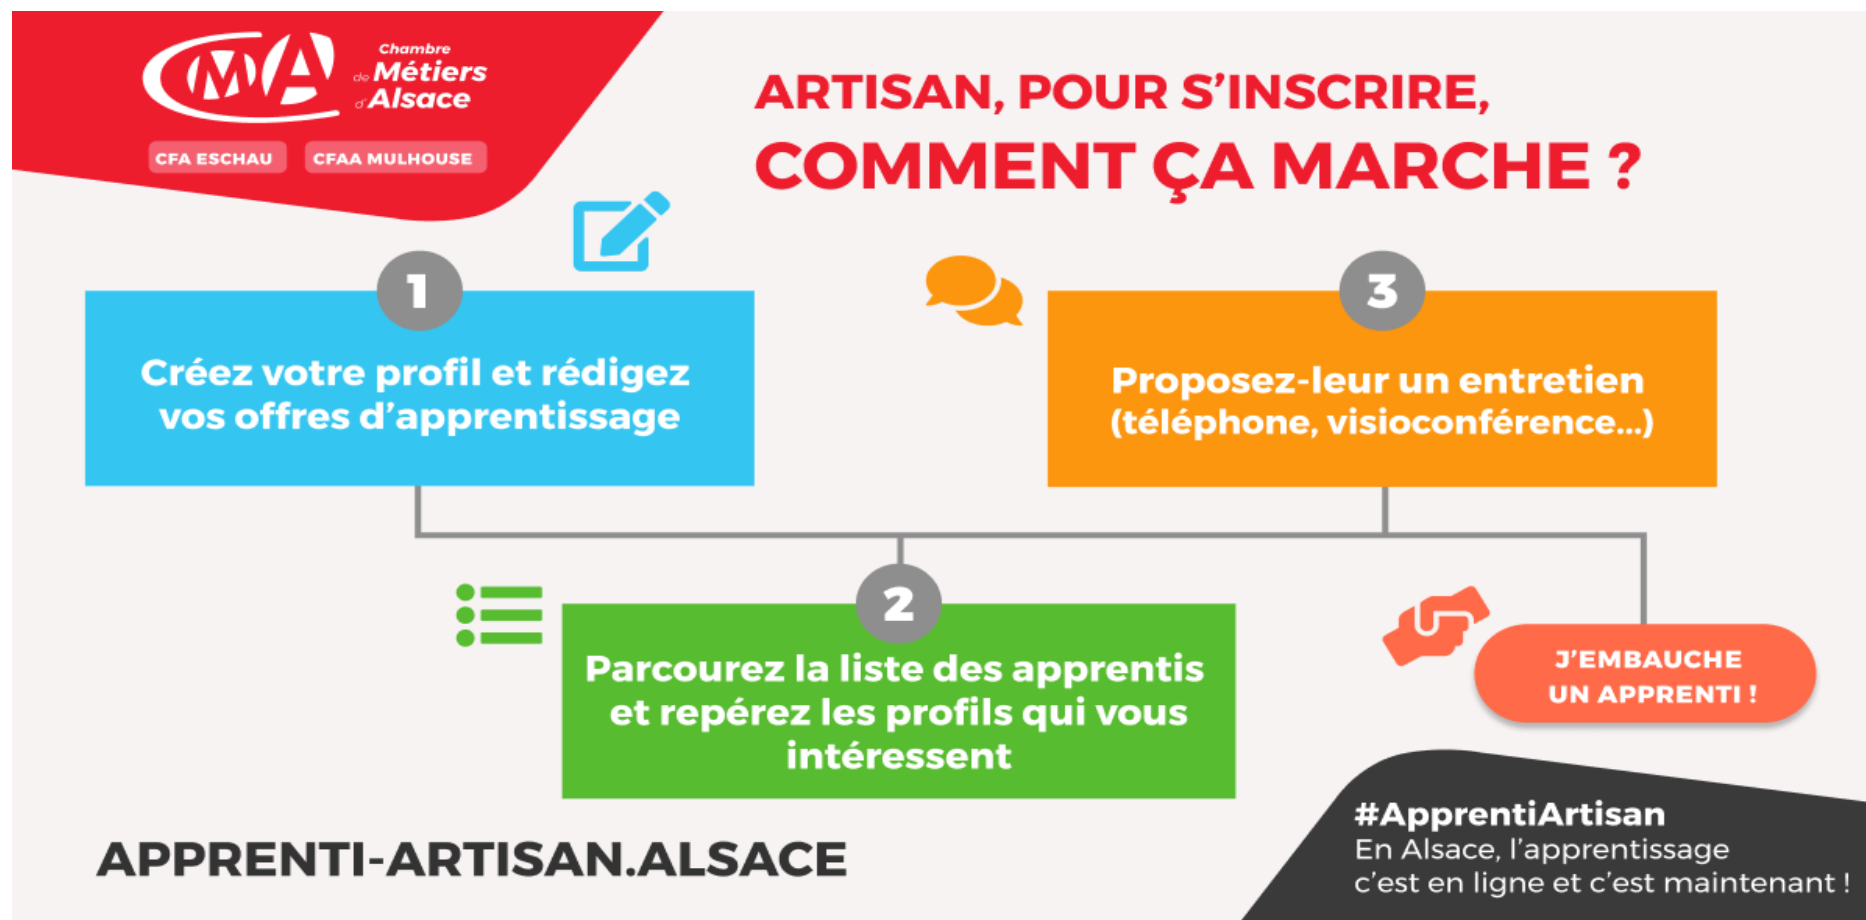 CMA
Chambre
de Métiers
d'Alsace
CFA ESCHAU
CFAA MULHOUSE
ARTISAN, POUR S'INSCRIRE,
COMMENT ÇA MARCHE ?
1
Créez votre profil et rédigez
vos offres d'apprentissage
2
Parcourez la liste des apprentis
et repérez les profils qui vous
intéressent
3
Proposez-leur un entretien
(téléphone, visioconférence...)
J'EMBAUCHE
UN APPRENTI !
APPRENTI-ARTISAN.ALSACE
#ApprentiArtisan
En Alsace, l'apprentissage
c'est en ligne et c'est maintenant !